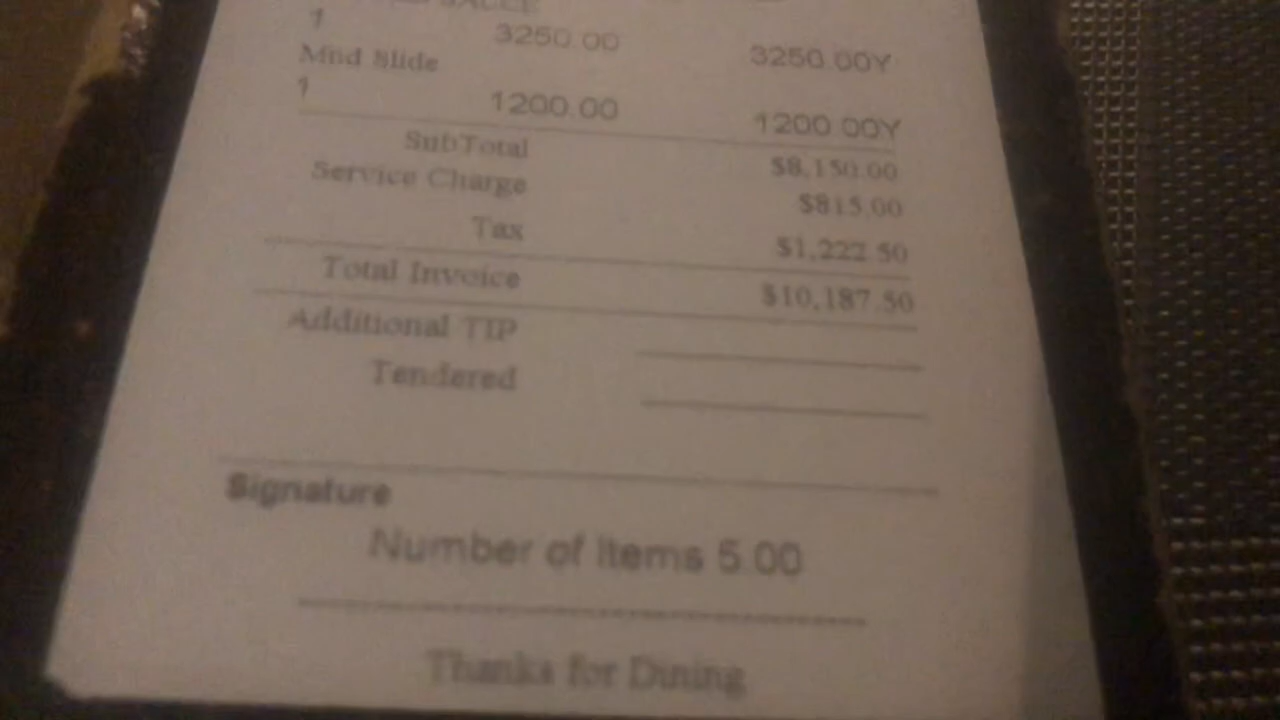 1 3250.00 3250.00Y
Mud Slide
1 1200.00 1200.00Y
SubTotal $8,150.00
Service Charge $815.00
Tax $1,222.50
Total Invoice $10,187.50
Additional TIP
Tendered
Signature
Number of Items 5.00
Thanks for Dining